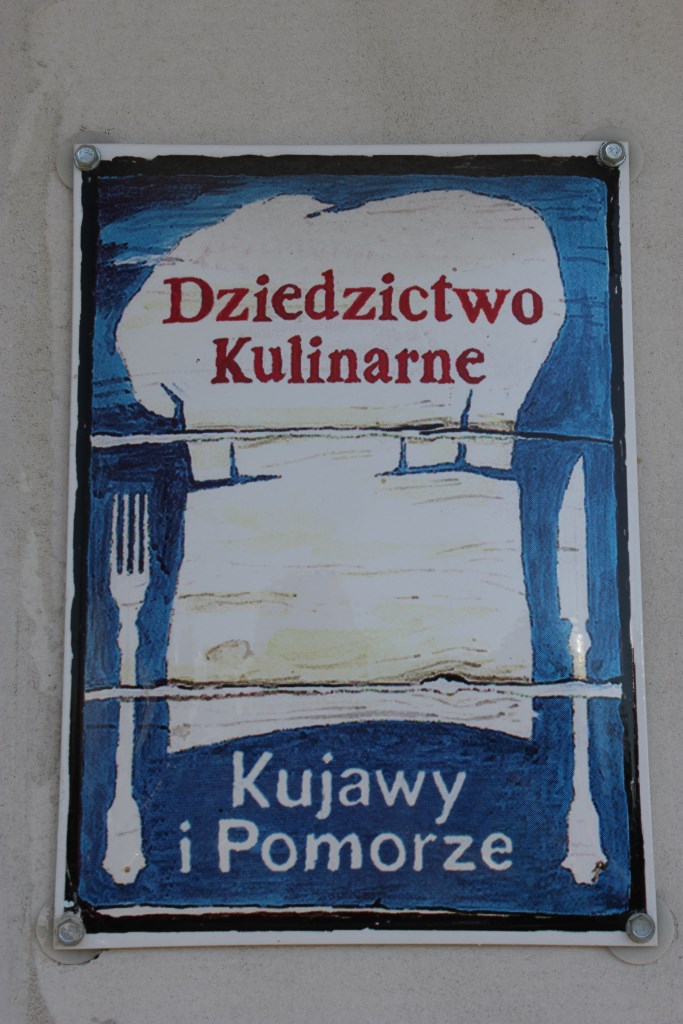 Dziedzictwo
Kulinarne
Kujawy
i Pomorze